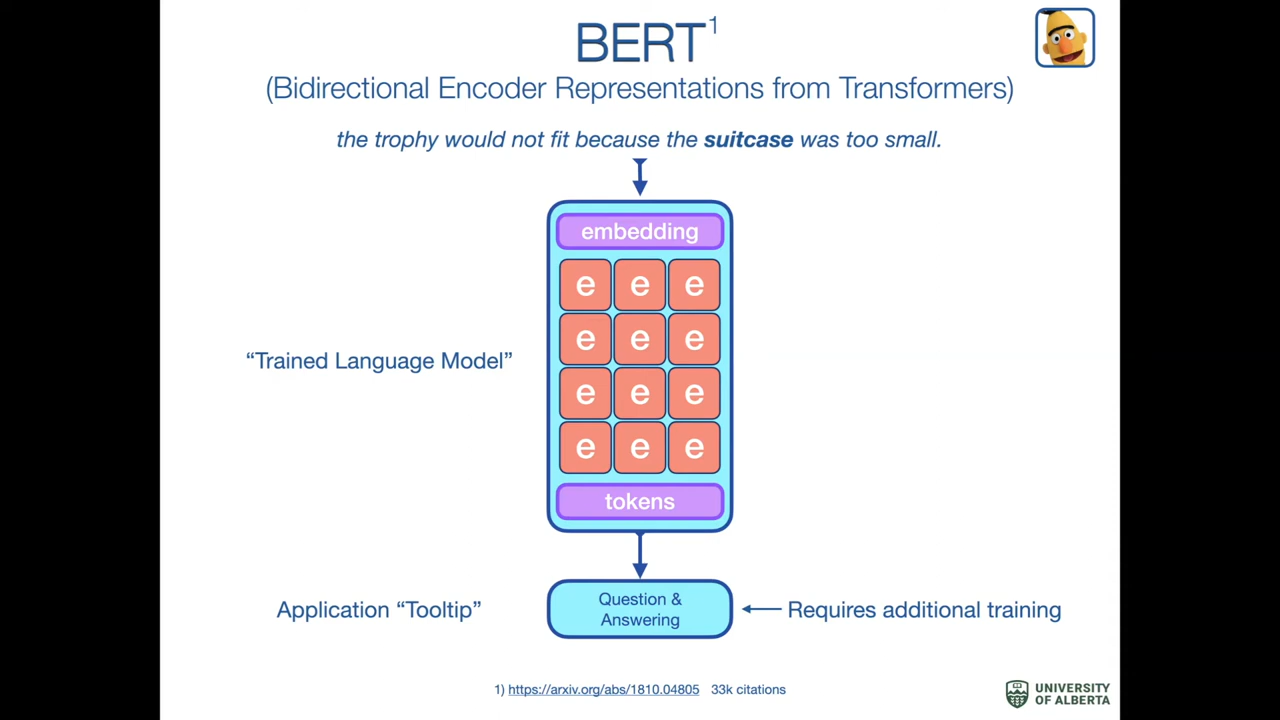 BERT¹
(Bidirectional Encoder Representations from Transformers)
the trophy would not fit because the suitcase was too small.
embedding
e e e
e e e
“Trained Language Model”
e e e
e e e
tokens
Application “Tooltip”
Question &
Answering
Requires additional training
1) https://arxiv.org/abs/1810.04805 33k citations
UNIVERSITY
OF ALBERTA